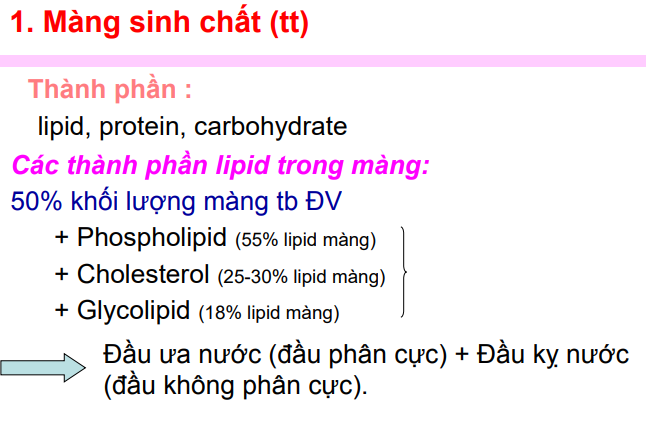 1. Màng sinh chất (tt)
Thành phần :
lipid, protein, carbohydrate
Các thành phần lipid trong màng:
50% khối lượng màng tb ĐV
+ Phospholipid (55% lipid màng)
+ Cholesterol (25-30% lipid màng)
+ Glycolipid (18% lipid màng)
Đầu ưa nước (đầu phân cực) + Đầu kỵ nước
(đầu không phân cực).